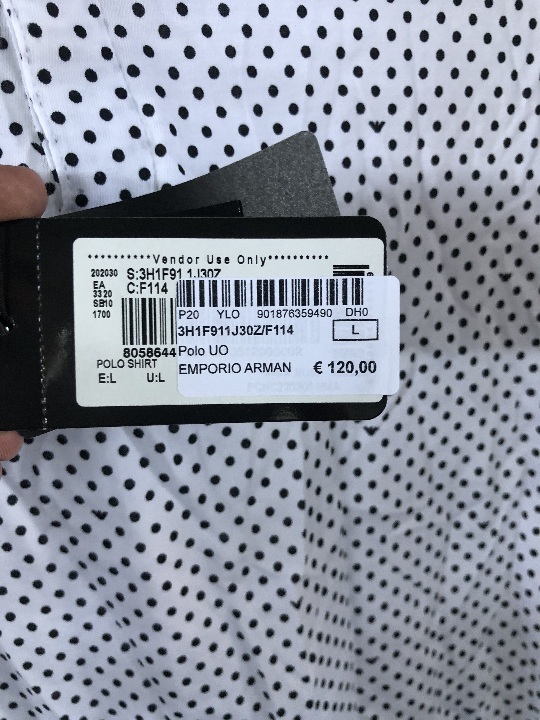 **********Vendor Use Only**********
202030
EA
3320
SB10
1700
S:3H1F91 1J30Z
C:F114
8058644
POLO SHIRT
E:L U:L
P20 YLO 901876359490 DH0
3H1F911J30Z/F114 L
Polo UO
EMPORIO ARMAN € 120,00